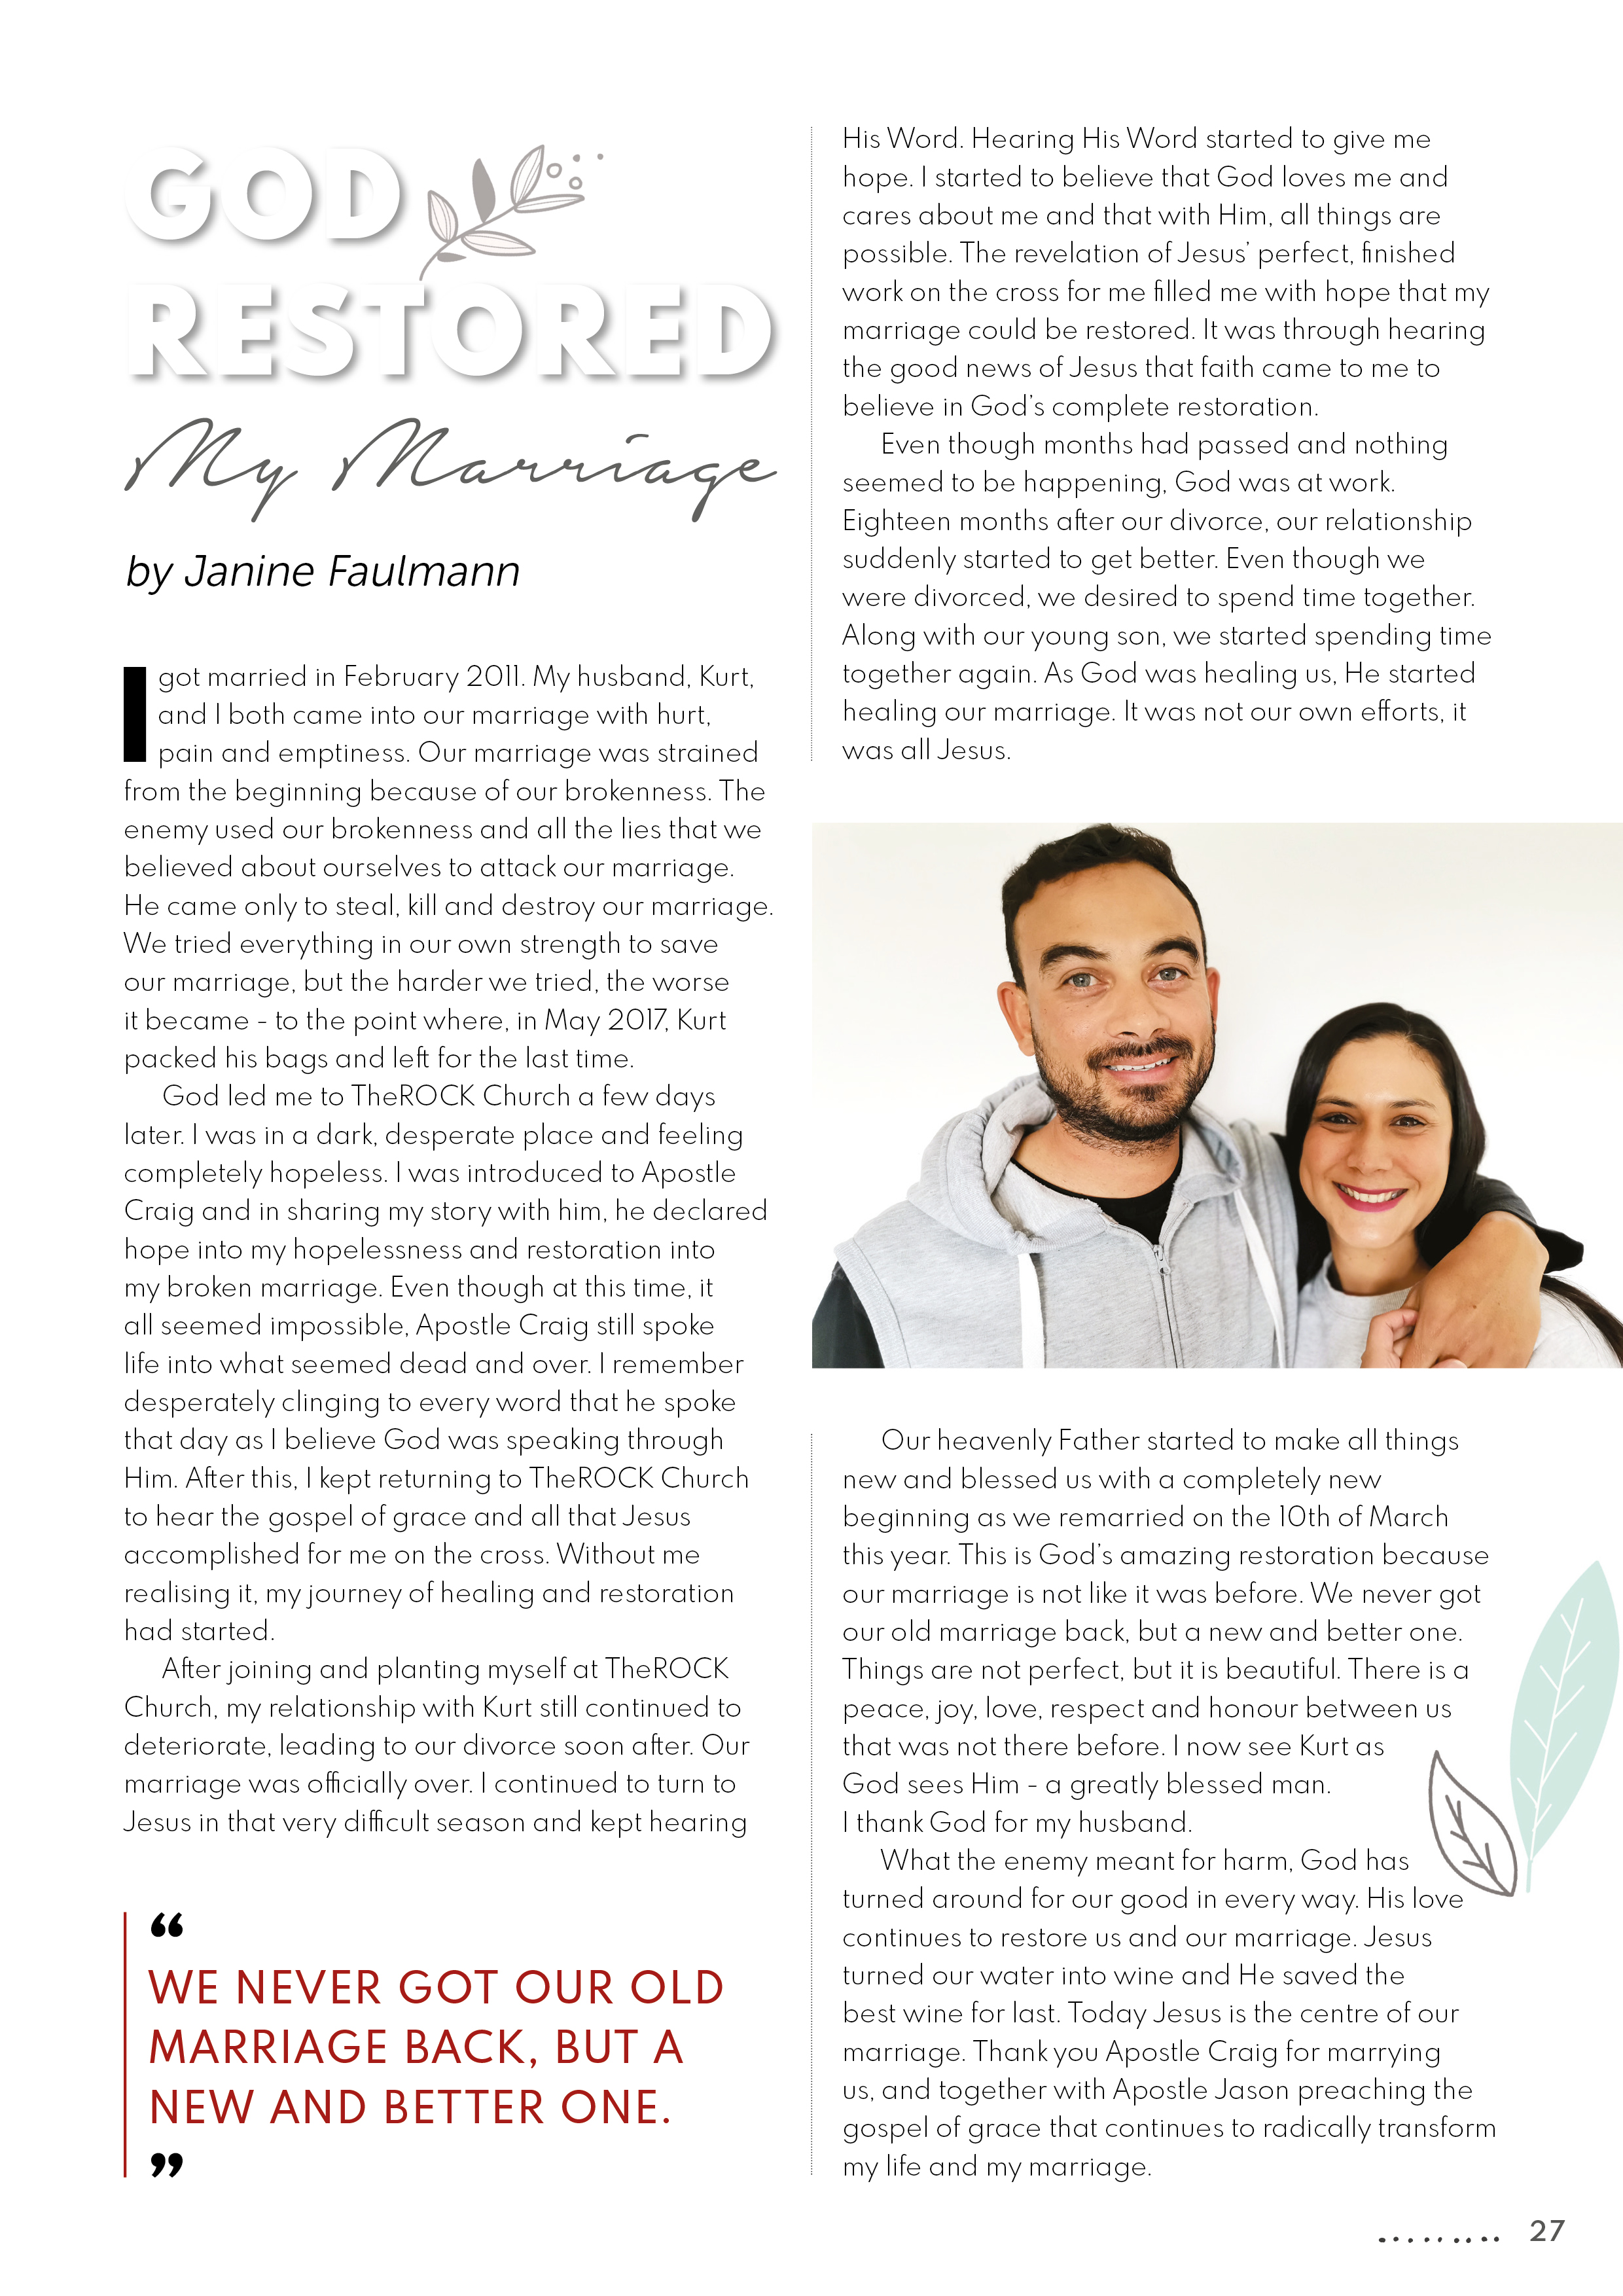 GOD
RESTORED
My Marriage
by Janine Faulmann
I got married in February 2011. My husband, Kurt,
and I both came into our marriage with hurt,
pain and emptiness. Our marriage was strained
from the beginning because of our brokenness. The
enemy used our brokenness and all the lies that we
believed about ourselves to attack our marriage.
He came only to steal, kill and destroy our marriage.
We tried everything in our own strength to save
our marriage, but the harder we tried, the worse
it became - to the point where, in May 2017, Kurt
packed his bags and left for the last time.
God led me to TheROCK Church a few days
later. I was in a dark, desperate place and feeling
completely hopeless. I was introduced to Apostle
Craig and in sharing my story with him, he declared
hope into my hopelessness and restoration into
my broken marriage. Even though at this time, it
all seemed impossible, Apostle Craig still spoke
life into what seemed dead and over. I remember
desperately clinging to every word that he spoke
that day as I believe God was speaking through
Him. After this, I kept returning to TheROCK Church
to hear the gospel of grace and all that Jesus
accomplished for me on the cross. Without me
realising it, my journey of healing and restoration
had started.
After joining and planting myself at TheROCK
Church, my relationship with Kurt still continued to
deteriorate, leading to our divorce soon after. Our
marriage was officially over. I continued to turn to
Jesus in that very difficult season and kept hearing
“
WE NEVER GOT OUR OLD
MARRIAGE BACK, BUT A
NEW AND BETTER ONE.
”
His Word. Hearing His Word started to give me
hope. I started to believe that God loves me and
cares about me and that with Him, all things are
possible. The revelation of Jesus’ perfect, finished
work on the cross for me filled me with hope that my
marriage could be restored. It was through hearing
the good news of Jesus that faith came to me to
believe in God’s complete restoration.
Even though months had passed and nothing
seemed to be happening, God was at work.
Eighteen months after our divorce, our relationship
suddenly started to get better. Even though we
were divorced, we desired to spend time together.
Along with our young son, we started spending time
together again. As God was healing us, He started
healing our marriage. It was not our own efforts, it
was all Jesus.
Our heavenly Father started to make all things
new and blessed us with a completely new
beginning as we remarried on the 10th of March
this year. This is God’s amazing restoration because
our marriage is not like it was before. We never got
our old marriage back, but a new and better one.
Things are not perfect, but it is beautiful. There is a
peace, joy, love, respect and honour between us
that was not there before. I now see Kurt as
God sees Him - a greatly blessed man.
I thank God for my husband.
What the enemy meant for harm, God has
turned around for our good in every way. His love
continues to restore us and our marriage. Jesus
turned our water into wine and He saved the
best wine for last. Today Jesus is the centre of our
marriage. Thank you Apostle Craig for marrying
us, and together with Apostle Jason preaching the
gospel of grace that continues to radically transform
my life and my marriage.
27